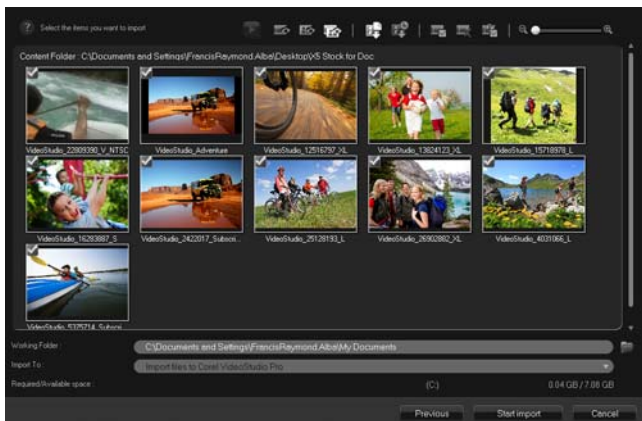 Select the items you want to import
Content Folder : C:\Documents and Settings\FrancisRaymond.Alba\Desktop\X5 Stock for Doc
VideoStudio_22809390_V_NTSC
VideoStudio_Adventure
VideoStudio_12516797_XL
VideoStudio_13824123_XL
VideoStudio_15718978_L
VideoStudio_16283087_S
VideoStudio_2422017_Subscri...
VideoStudio_25128193_L
VideoStudio_26902882_XL
VideoStudio_4031066_L
VideoStudio_5375714_Subscri
Working Folder :
C:\Documents and Settings\FrancisRaymond.Alba\My Documents
Import To :
Import files to Corel VideoStudio Pro
Required/Available space :
(C:)
0.04 GB / 7.08 GB
Previous
Start import
Cancel